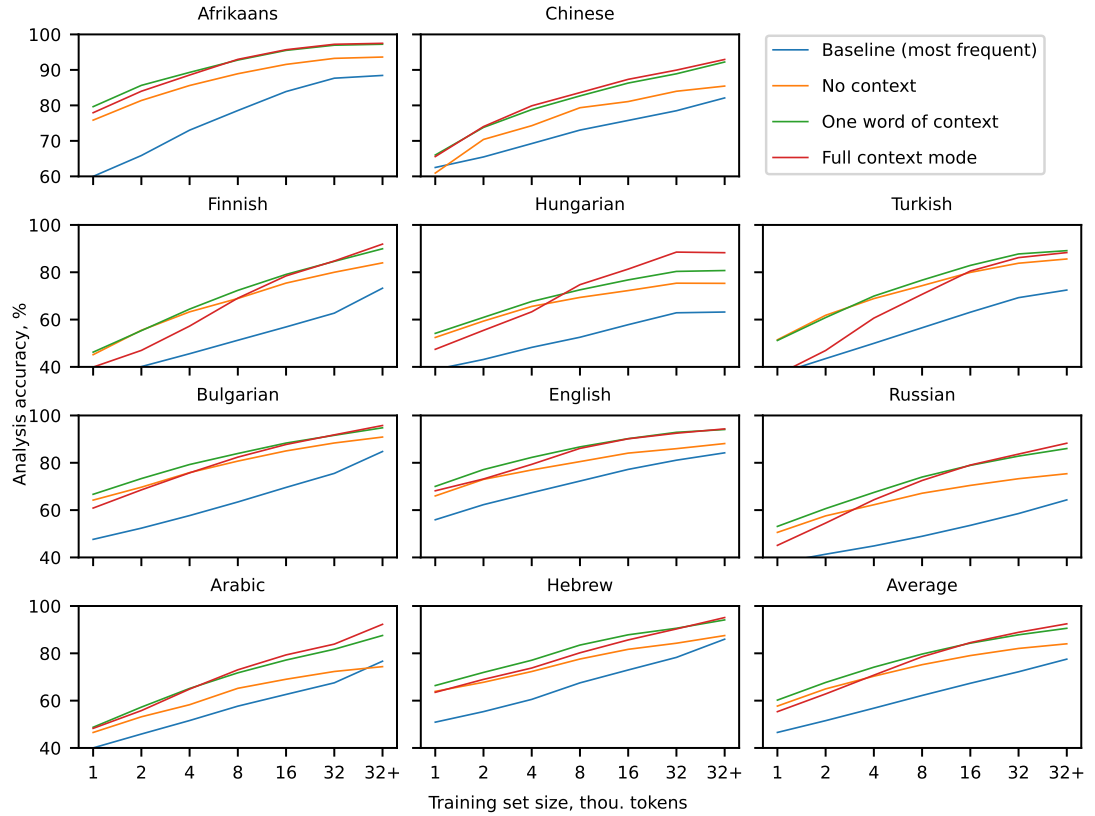 Afrikaans
Chinese
100
90
80
70
60
Baseline (most frequent)
No context
One word of context
Full context mode
Finnish
Hungarian
Turkish
100
80
60
40
Bulgarian
English
Russian
100
80
60
40
Analysis accuracy, %
Arabic
Hebrew
Average
100
80
60
40
1 2 4 8 16 32 32+ 1 2 4 8 16 32 32+ 1 2 4 8 16 32 32+
Training set size, thou. tokens